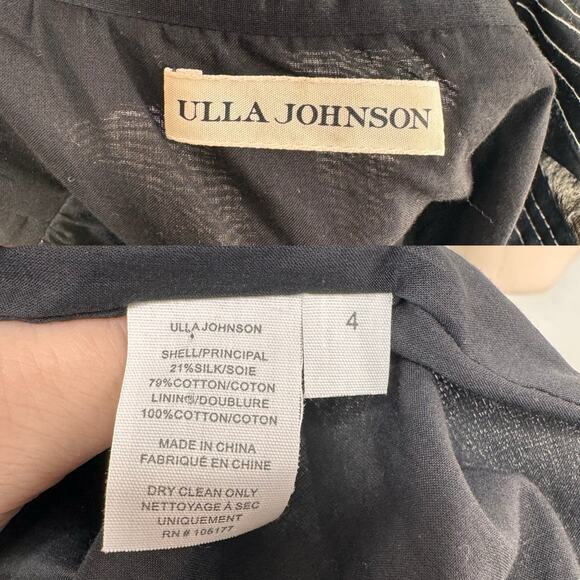 ULLA JOHNSON
ULLA JOHNSON
SHELL/PRINCIPAL
21%SILK/SOIE
79%COTTON/COTON
LINING/DOUBLURE
100%COTTON/COTON
MADE IN CHINA
FABRIQUÉ EN CHINE
DRY CLEAN ONLY
NETTOYAGE À SEC
UNIQUEMENT
RN # 105177
4